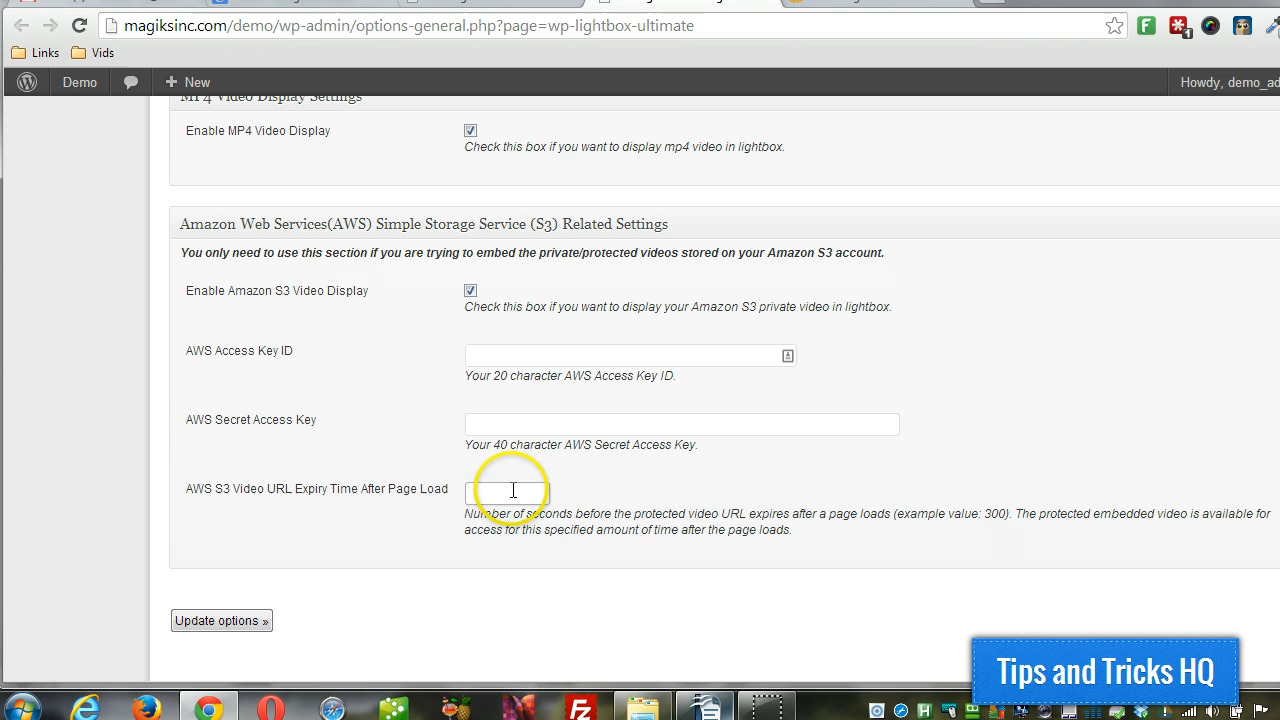 magiksinc.com/demo/wp-admin/options-general.php?page=wp-lightbox-ultimate
Links Vids
Demo New Howdy, demo_ad
MP4 Video Display Settings
Enable MP4 Video Display
Check this box if you want to display mp4 video in lightbox.
Amazon Web Services(AWS) Simple Storage Service (S3) Related Settings
You only need to use this section if you are trying to embed the private/protected videos stored on your Amazon S3 account.
Enable Amazon S3 Video Display
Check this box if you want to display your Amazon S3 private video in lightbox.
AWS Access Key ID
Your 20 character AWS Access Key ID.
AWS Secret Access Key
Your 40 character AWS Secret Access Key.
AWS S3 Video URL Expiry Time After Page Load
Number of seconds before the protected video URL expires after a page loads (example value: 300). The protected embedded video is available for
access for this specified amount of time after the page loads.
Update options »
Tips and Tricks HQ